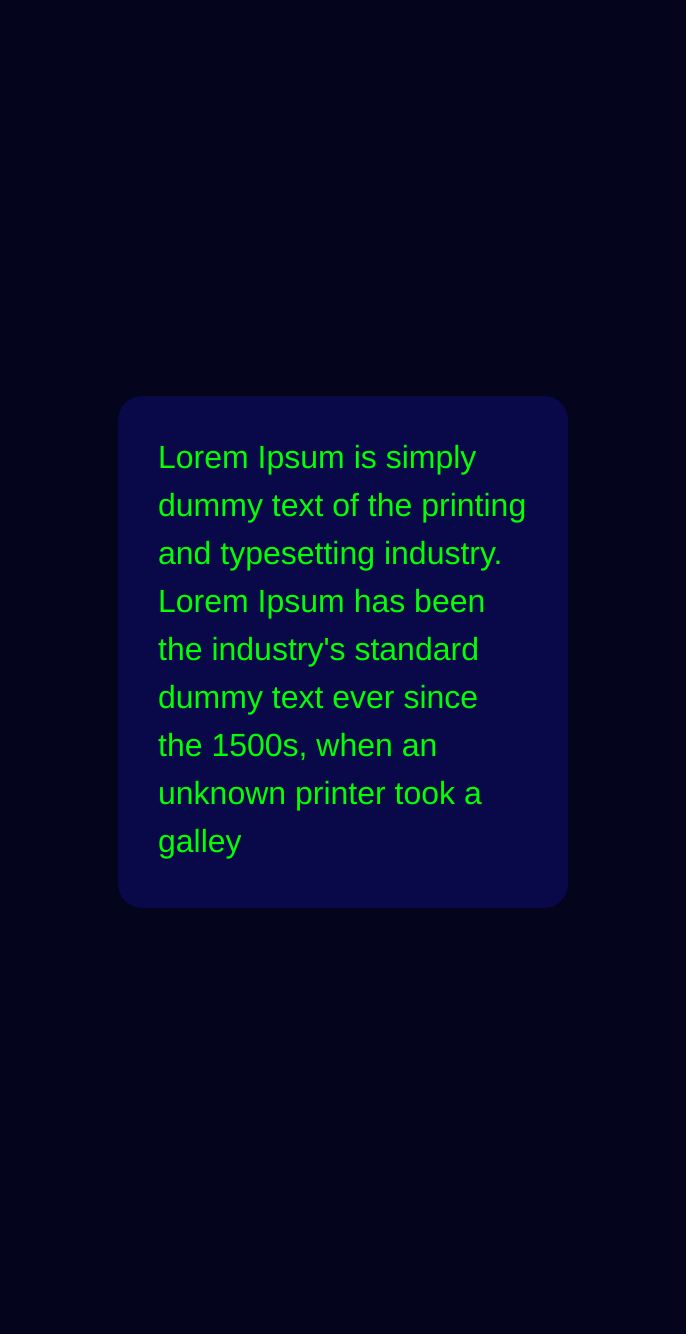 Lorem Ipsum is simply
dummy text of the printing
and typesetting industry.
Lorem Ipsum has been
the industry's standard
dummy text ever since
the 1500s, when an
unknown printer took a
galley